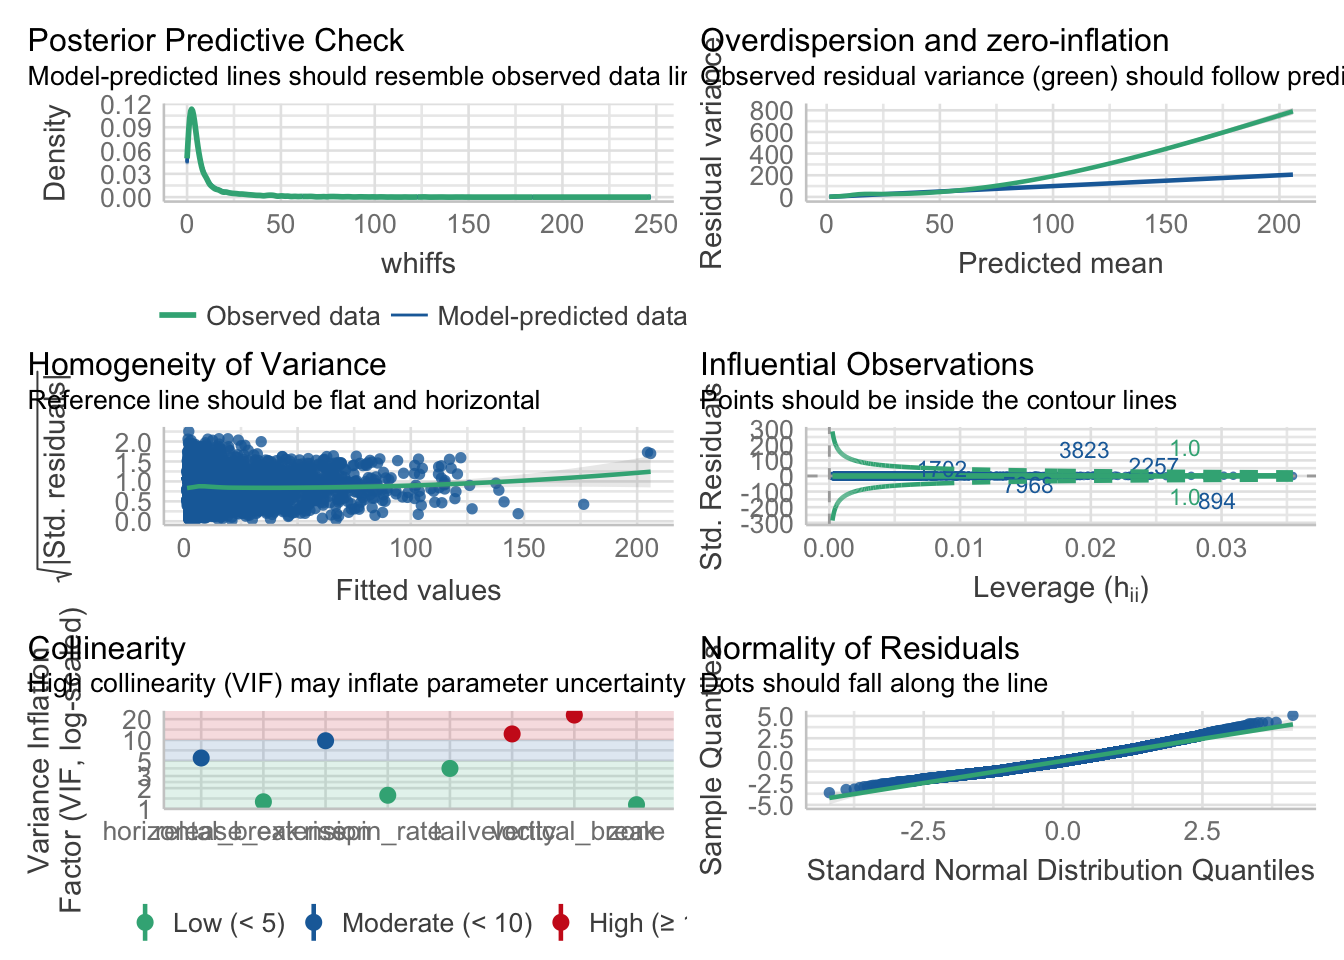 Posterior Predictive Check
Model-predicted lines should resemble observed data lin
Density
0.12
0.09
0.06
0.03
0.00
0 50 100 150 200 250
whiffs
Observed data Model-predicted data
Overdispersion and zero-inflation
Observed residual variance (green) should follow predi
Residual variance
800
600
400
200
0
0 50 100 150 200
Predicted mean
Homogeneity of Variance
Reference line should be flat and horizontal
√|Std. residuals|
2.0
1.5
1.0
0.5
0.0
0 50 100 150 200
Fitted values
Influential Observations
Points should be inside the contour lines
Std. Residuals
300
200
100
0
-100
-200
-300
3823
1.0
1702
2257
7968
1.0
894
0.00 0.01 0.02 0.03
Leverage (hii)
Collinearity
High collinearity (VIF) may inflate parameter uncertainty
Variance Inflation
Factor (VIF, log-scaled)
20
10
5
3
2
1
Low (< 5) Moderate (< 10) High (≥
Normality of Residuals
Dots should fall along the line
Sample Quantiles
5.0
2.5
0.0
-2.5
-5.0
-2.5 0.0 2.5
Standard Normal Distribution Quantiles